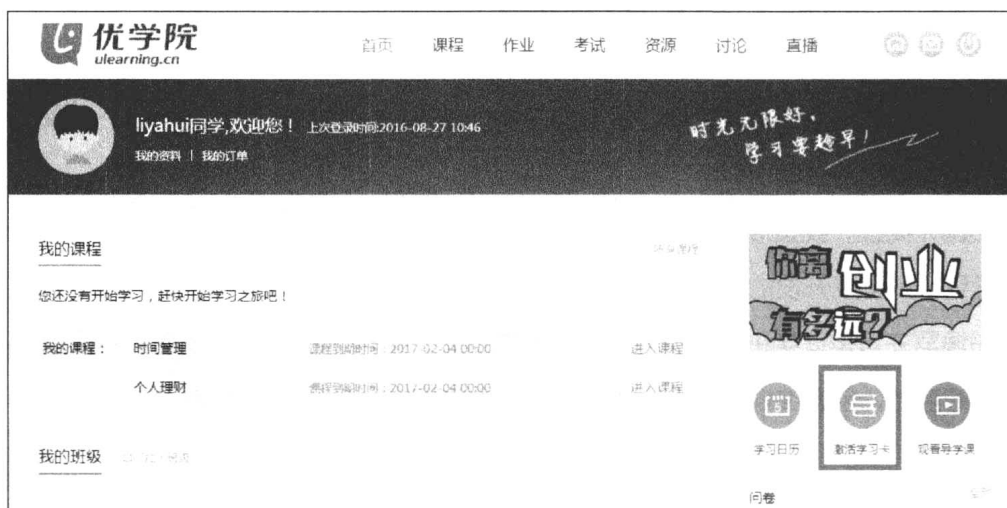 优学院
ulearning.cn
首页 课程 作业 考试 资源 讨论 直播
liyahui同学,欢迎您！ 上次登录时间:2016-08-27 10:46
我的资料 | 我的订单
时光无限好，
学习要趁早！
我的课程
您还没有开始学习，赶快开始学习之旅吧！
你离创业
有多远?
我的课程： 时间管理 课程到期时间：2017-02-04 00:00 进入课程
个人理财 课程到期时间：2017-02-04 00:00 进入课程
5
学习日历 激活学习卡 观看导学课
我的班级
问卷